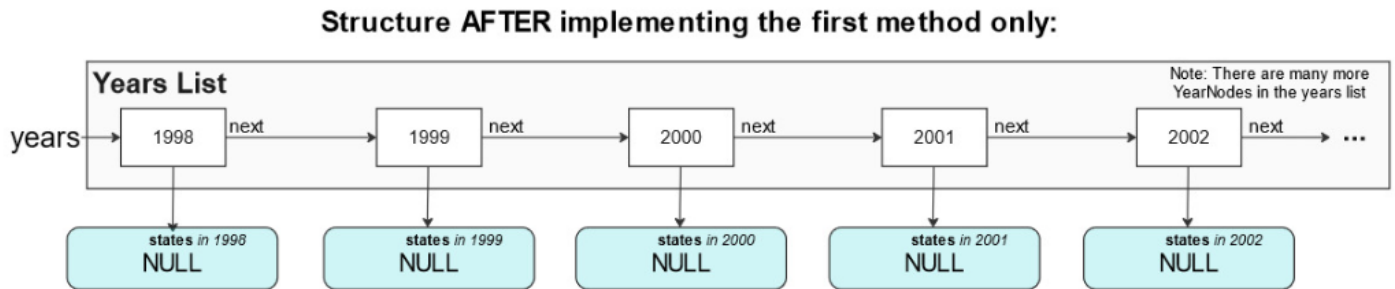 Structure AFTER implementing the first method only:
Years List
Note: There are many more
YearNodes in the years list
years
1998
next
1999
next
2000
next
2001
next
2002
next
...
states in 1998
NULL
states in 1999
NULL
states in 2000
NULL
states in 2001
NULL
states in 2002
NULL